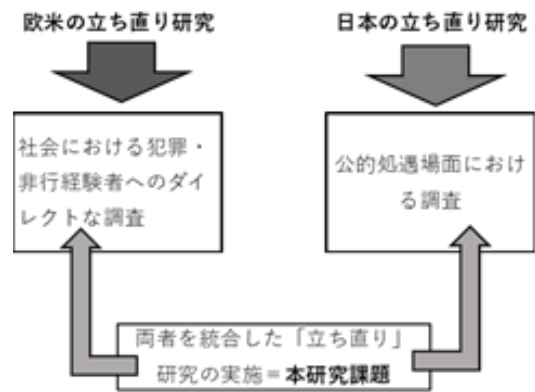 欧米の立ち直り研究
日本の立ち直り研究
社会における犯罪・
非行経験者へのダイ
レクトな調査
公的処遇場面におけ
る調査
両者を統合した「立ち直り」
研究の実施＝本研究課題